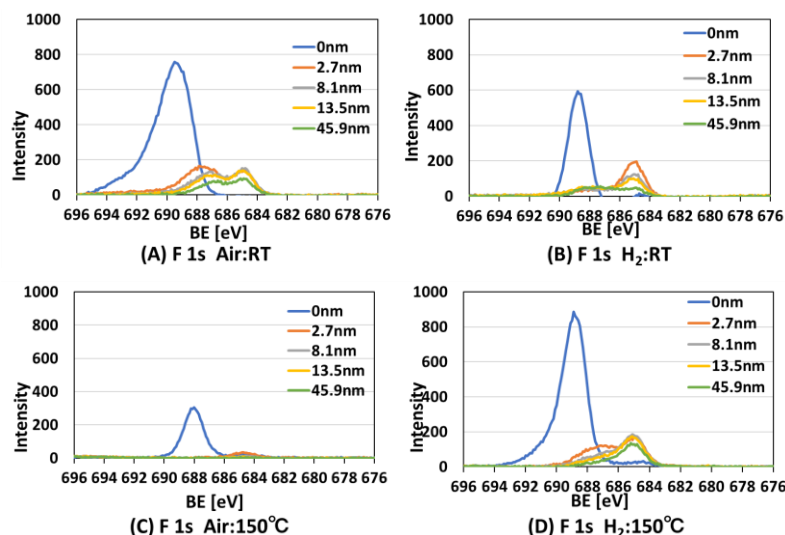 1000
800
600
400
200
0
Intensity
0nm
2.7nm
8.1nm
13.5nm
45.9nm
696 694 692 690 688 686 684 682 680 678 676
BE [eV]
(A) F 1s Air:RT
1000
800
600
400
200
0
Intensity
0nm
2.7nm
8.1nm
13.5nm
45.9nm
696 694 692 690 688 686 684 682 680 678 676
BE [eV]
(B) F 1s H₂:RT
1000
800
600
400
200
0
Intensity
0nm
2.7nm
8.1nm
13.5nm
45.9nm
696 694 692 690 688 686 684 682 680 678 676
BE [eV]
(C) F 1s Air:150℃
1000
800
600
400
200
0
Intensity
0nm
2.7nm
8.1nm
13.5nm
45.9nm
696 694 692 690 688 686 684 682 680 678 676
BE [eV]
(D) F 1s H₂:150℃